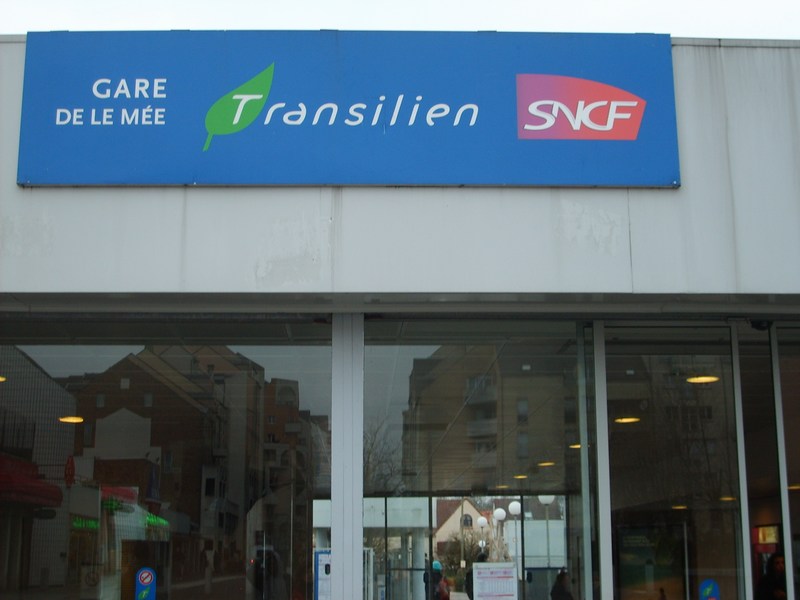 GARE
DE LE MÉE
Transilien
SNCF